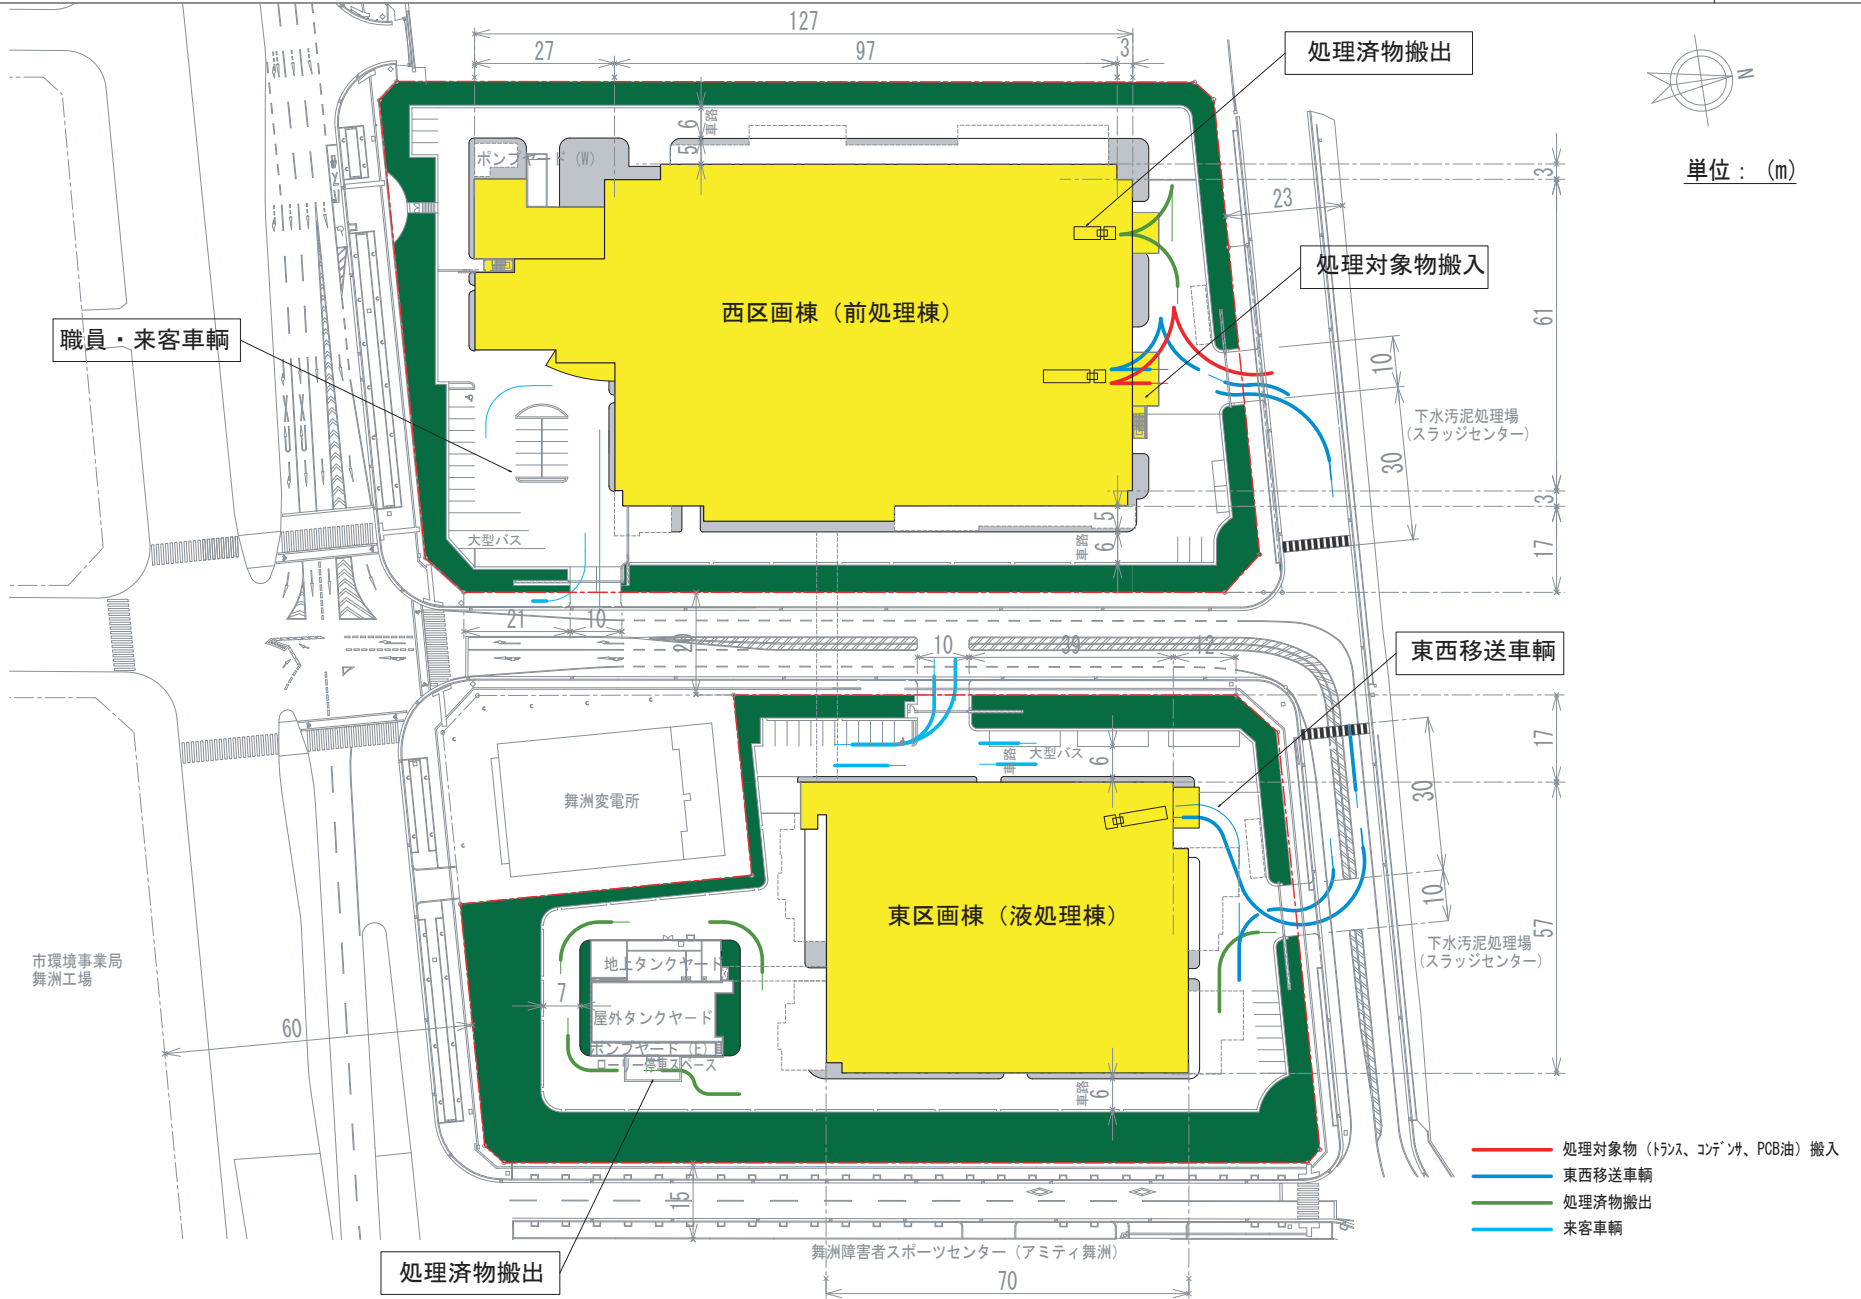 127
27
97
3
処理済物搬出
N
単位： (m)
6
車路
5
ポンプヤード (W)
3
23
処理対象物搬入
61
西区画棟（前処理棟）
職員・来客車輌
10
下水汚泥処理場
(スラッジセンター)
30
3
5
大型バス
車路
6
17
21
10
20
10
39
12
東西移送車輌
17
車路
大型バス
6
30
舞洲変電所
10
東区画棟（液処理棟）
57
下水汚泥処理場
(スラッジセンター)
市環境事業局
舞洲工場
地上タンクヤード
7
屋外タンクヤード
60
ポンプヤード (E)
ローリー停車スペース
車路
6
処理対象物（トランス、コンデンサ、PCB油）搬入
東西移送車輌
処理済物搬出
来客車輌
15
舞洲障害者スポーツセンター（アミティ舞洲）
処理済物搬出
70